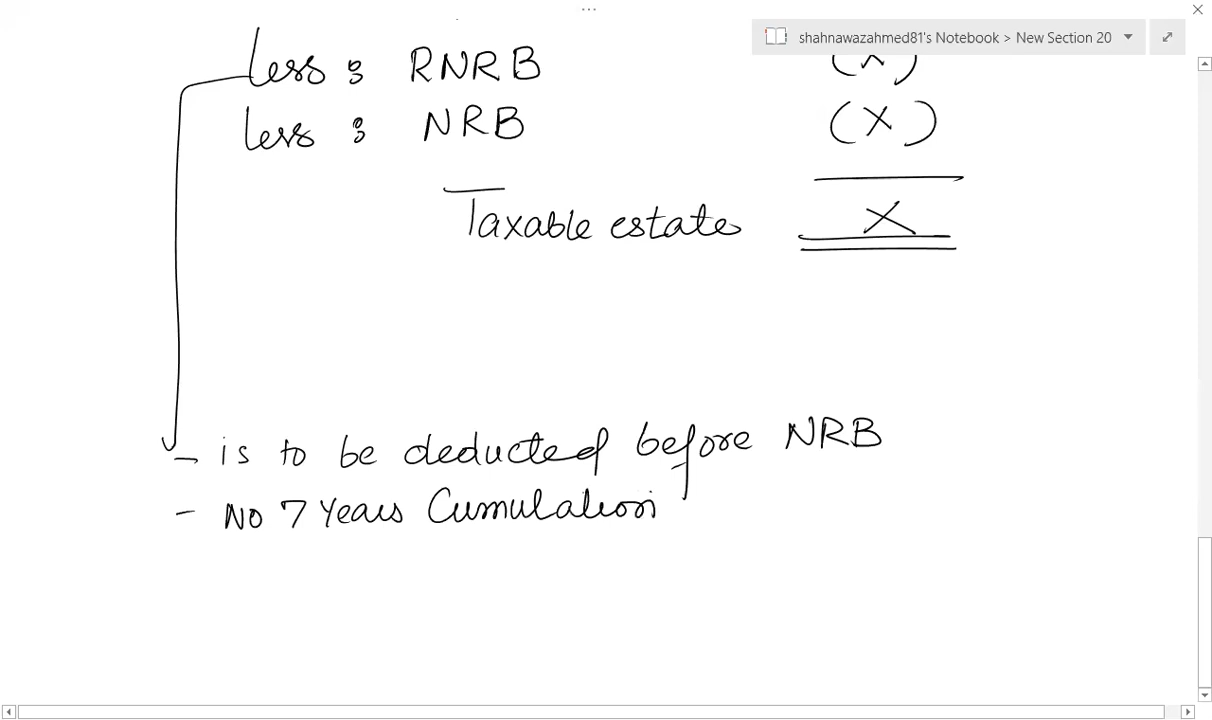 shahnawazahmed81's Notebook > New Section 20
less : RNRB (X)
less : NRB (X)
Taxable estate X
- is to be deducted before NRB
- No 7 Years Cumulation